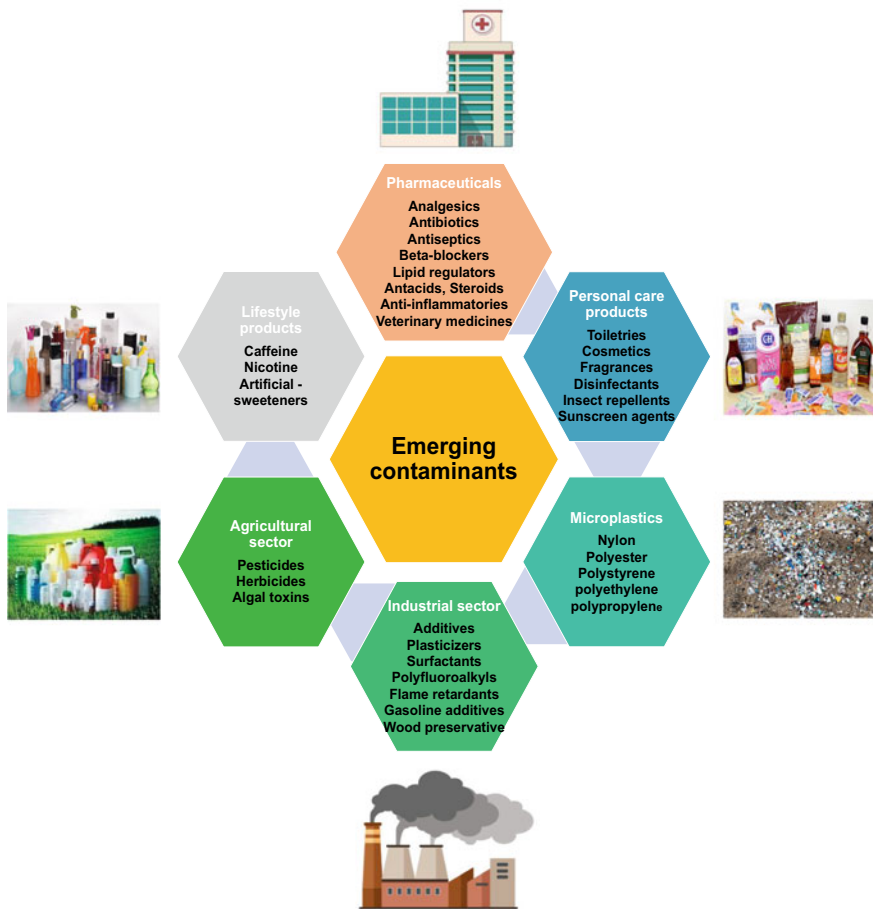 Pharmaceuticals
Analgesics
Antibiotics
Antiseptics
Beta-blockers
Lipid regulators
Antacids, Steroids
Anti-inflammatories
Veterinary medicines
Personal care
products
Toiletries
Cosmetics
Fragrances
Disinfectants
Insect repellents
Sunscreen agents
Microplastics
Nylon
Polyester
Polystyrene
polyethylene
polypropylene
Industrial sector
Additives
Plasticizers
Surfactants
Polyfluoroalkyls
Flame retardants
Gasoline additives
Wood preservative
Agricultural
sector
Pesticides
Herbicides
Algal toxins
Lifestyle
products
Caffeine
Nicotine
Artificial -
sweeteners
Emerging
contaminants